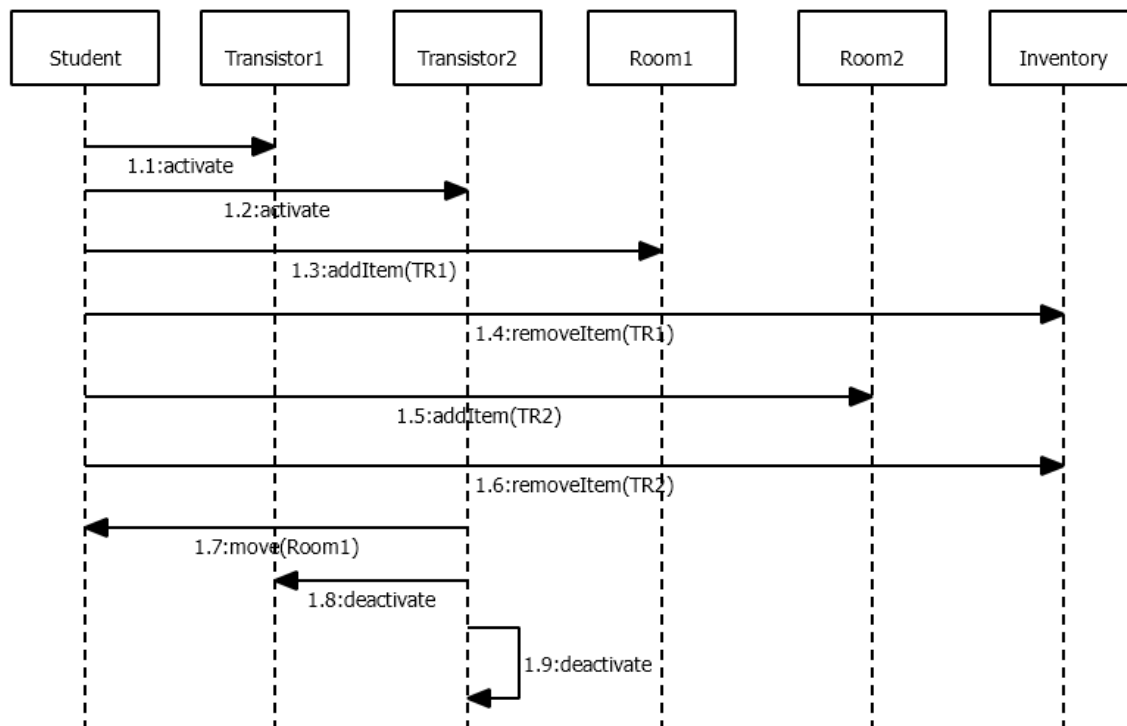 Student
Transistor1
Transistor2
Room1
Room2
Inventory
1.1:activate
1.2:activate
1.3:addItem(TR1)
1.4:removeItem(TR1)
1.5:addItem(TR2)
1.6:removeItem(TR2)
1.7:move(Room1)
1.8:deactivate
1.9:deactivate